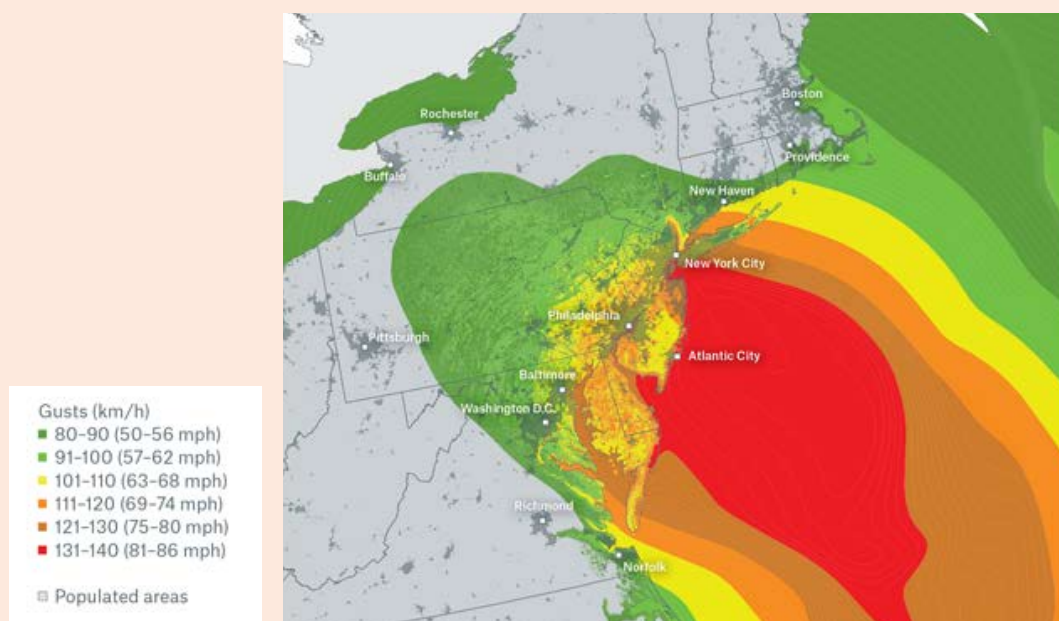 Boston
Rochester
Providence
Buffalo
New Haven
New York City
Philadelphia
Pittsburgh
Atlantic City
Baltimore
Washington D.C.
Richmond
Norfolk
Gusts (km/h)
80–90 (50–56 mph)
91–100 (57–62 mph)
101–110 (63–68 mph)
111–120 (69–74 mph)
121–130 (75–80 mph)
131–140 (81–86 mph)
Populated areas